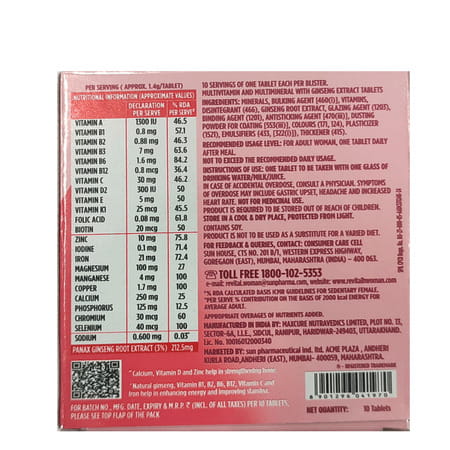 PER SERVING ( APPROX. 1.4g/TABLET)
NUTRITIONAL INFORMATION (APPROXIMATE VALUES)
DECLARATION PER SERVE % RDA PER SERVE#
VITAMIN A 1300 IU 46.5
VITAMIN B1 0.8 mg 57.1
VITAMIN B2 0.88 mg 46.3
VITAMIN B3 7 mg 63.6
VITAMIN B6 1.6 mg 84.2
VITAMIN B12 0.8 mcg 36.4
VITAMIN C 30 mg 46.2
VITAMIN D2 300 IU 50
VITAMIN E 5 mg 50
VITAMIN K1 25 mcg 45.5
FOLIC ACID 0.08 mg 61.8
BIOTIN 20 mcg 50
ZINC 10 mg 75.8
IODINE 0.1 mg 71.4
IRON 21 mg 72.4
MAGNESIUM 100 mg 27
MANGANESE 4 mg 100
COPPER 1.7 mg 100
CALCIUM 250 mg 25
PHOSPHORUS 125 mg 12.5
CHROMIUM 30 mcg 60
SELENIUM 40 mcg 100
SODIUM 0.600 mg 0.03
PANAX GINSENG ROOT EXTRACT (3%) 212.5mg
* Calcium, Vitamin D and Zinc help in
strengthening bone.
* Natural ginseng, Vitamin B1, B2, B6, B12, Vitamin C and
Iron help in enhancing energy.
FOR BATCH NO., MFG. DATE, EXPIRY & M.R.P. ₹ (INCL. OF ALL TAXES) PER 10 TABLETS,
PLEASE SEE TOP FLAP OF THE PACK
10 SERVINGS OF ONE TABLET EACH PER BLISTER.
MULTIVITAMIN AND MULTIMINERAL WITH GINSENG EXTRACT TABLETS
INGREDIENTS: MINERALS, BULKING AGENT (460(i)), VITAMINS,
DISINTEGRANT (466), GINSENG ROOT EXTRACT, GLAZING AGENT (1203),
BINDING AGENT (1201), ANTISTICKING AGENT (470(iii)), DUSTING
POWDER FOR COATING (553(iii)), COLOURS (171, 124), PLASTICIZER
(1521), EMULSIFIERS (433, [322(i)]), THICKENER (415).
RECOMMENDED USAGE LEVEL: FOR ADULT WOMAN, ONE TABLET DAILY
AFTER MEAL.
NOT TO EXCEED THE RECOMMENDED DAILY USAGE.
INSTRUCTIONS OF USE: ONE TABLET TO BE TAKEN WITH ONE GLASS OF
DRINKING WATER/MILK/JUICE.
IN CASE OF ACCIDENTAL OVERDOSE, CONSULT A PHYSICIAN. SYMPTOMS
OF OVERDOSE MAY INCLUDE GASTRIC UPSET, HEADACHE AND INCREASED
HEART RATE. NOT FOR MEDICINAL USE.
PRODUCT IS REQUIRED TO BE STORED OUT OF REACH OF CHILDREN.
STORE IN A COOL & DRY PLACE, PROTECTED FROM LIGHT.
CONTAINS SOY.
PRODUCT IS NOT TO BE USED AS A SUBSTITUTE FOR A VARIED DIET.
FOR FEEDBACK & QUERIES, CONTACT: CONSUMER CARE CELL
SUN HOUSE, CTS NO. 201 B/1, WESTERN EXPRESS HIGHWAY,
GOREGAON (EAST), MUMBAI, MAHARASHTRA (INDIA) – 400 063.
TOLL FREE 1800-102-5353
e-mail: revital.woman@sunpharma.com, website: www.revitalwoman.com
% RDA CALCULATED BASIS ICMR GUIDELINES FOR SEDENTARY FEMALE.
PER SERVE % CONTRIBUTION ON THE BASIS OF 2000 kcal ENERGY FOR
AVERAGE ADULT PER DAY.
APPROPRIATE OVERAGES OF NUTRIENTS ADDED.
MANUFACTURED IN INDIA BY: MAXCURE NUTRAVEDICS LIMITED, PLOT NO. 13,
SECTOR-6A, I.I.E., SIDCUL, RANIPUR, HARDWAR-249403, UTTARAKHAND.
Lic. No. 10016012000540
MARKETED BY: sun pharmaceutical ind. ltd. ACME PLAZA , ANDHERI
KURLA ROAD, ANDHERI (EAST), MUMBAI – 400059, MAHARASHTRA.
® - REGISTERED TRADEMARK
8 901296 041970
NET QUANTITY: 10 Tablets